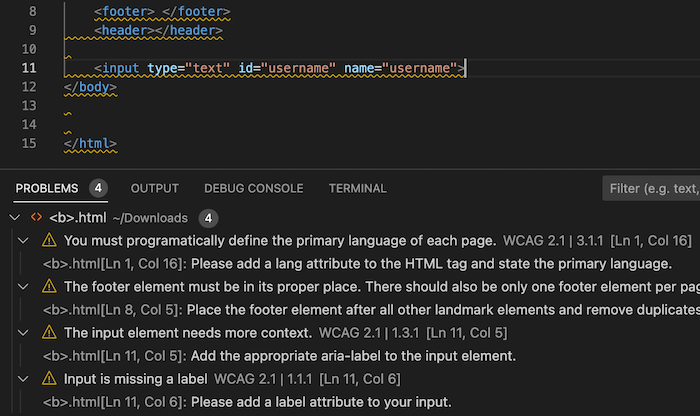 8 <footer> </footer>
9 <header></header>
10
11 <input type="text" id="username" name="username">
12 </body>
13
14
15 </html>
PROBLEMS 4 OUTPUT DEBUG CONSOLE TERMINAL Filter (e.g. text,
<> <b>.html ~/Downloads 4
You must programatically define the primary language of each page. WCAG 2.1 | 3.1.1 [Ln 1, Col 16]
<b>.html[Ln 1, Col 16]: Please add a lang attribute to the HTML tag and state the primary language.
The footer element must be in its proper place. There should also be only one footer element per pag
<b>.html[Ln 8, Col 5]: Place the footer element after all other landmark elements and remove duplicates
The input element needs more context. WCAG 2.1 | 1.3.1 [Ln 11, Col 5]
<b>.html[Ln 11, Col 5]: Add the appropriate aria-label to the input element.
Input is missing a label WCAG 2.1 | 1.1.1 [Ln 11, Col 6]
<b>.html[Ln 11, Col 6]: Please add a label attribute to your input.